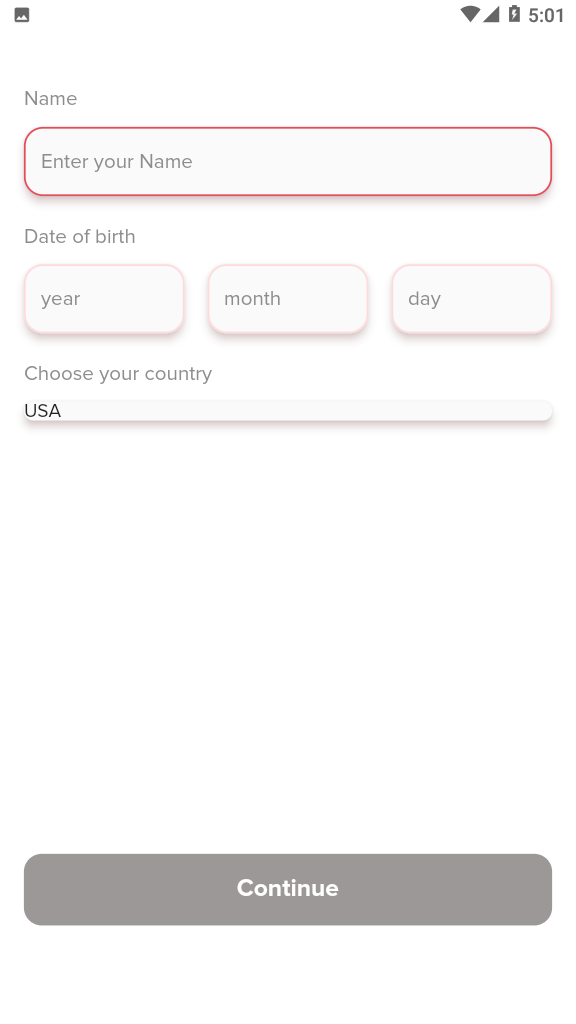 5:01
Name
Enter your Name
Date of birth
year month day
Choose your country
USA
Continue